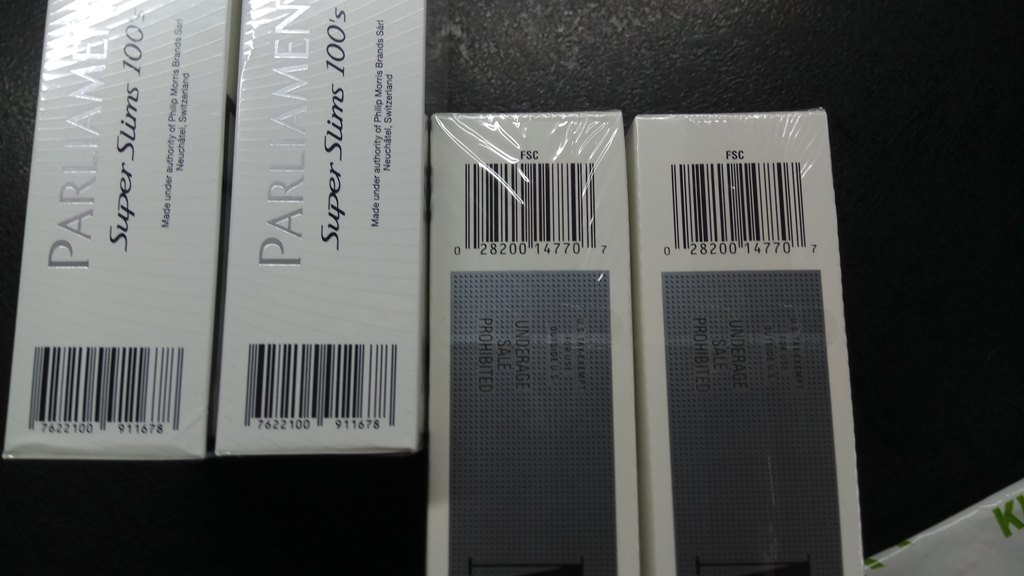 PARLIAMEN
Super Slims 100's
Made under authority of Philip Morris Brands Sàrl
Neuchâtel, Switzerland
7622100 911678
PARLIAMEN
Super Slims 100's
Made under authority of Philip Morris Brands Sàrl
Neuchâtel, Switzerland
7622100 911678
FSC
0 28200 14770 7
UNDERAGE
SALE
PROHIBITED
FSC
0 28200 14770 7
UNDERAGE
SALE
PROHIBITED